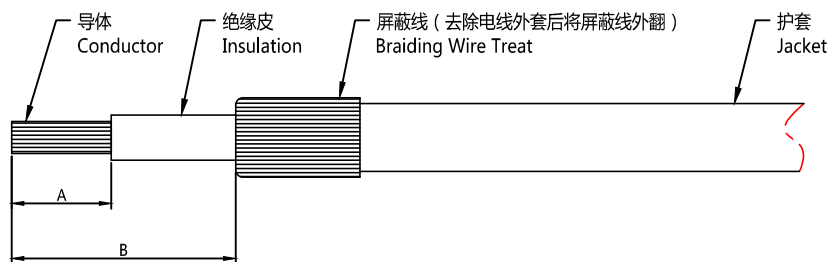 导体
Conductor
绝缘皮
Insulation
屏蔽线（去除电线外套后将屏蔽线外翻）
Braiding Wire Treat
护套
Jacket
A
B